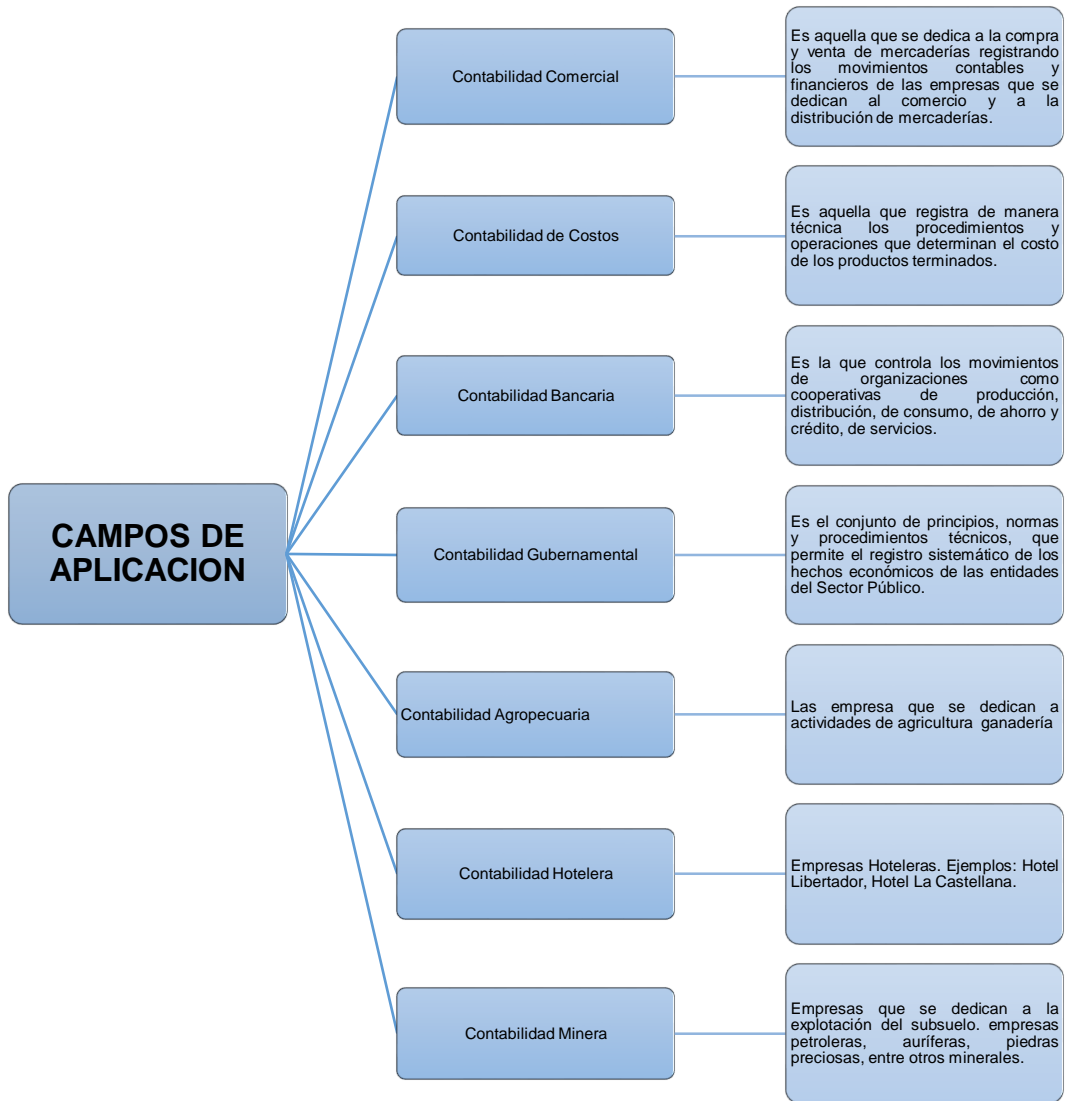 Contabilidad Comercial
Es aquella que se dedica a la compra
y venta de mercaderías registrando
los movimientos contables y
financieros de las empresas que se
dedican al comercio y a la
distribución de mercaderías.
Contabilidad de Costos
Es aquella que registra de manera
técnica los procedimientos y
operaciones que determinan el costo
de los productos terminados.
Contabilidad Bancaria
Es la que controla los movimientos
de organizaciones como
cooperativas de producción,
distribución, de consumo, de ahorro y
crédito, de servicios.
CAMPOS DE
APLICACION
Contabilidad Gubernamental
Es el conjunto de principios, normas
y procedimientos técnicos, que
permite el registro sistemático de los
hechos económicos de las entidades
del Sector Público.
Contabilidad Agropecuaria
Las empresa que se dedican a
actividades de agricultura ganadería
Contabilidad Hotelera
Empresas Hoteleras. Ejemplos: Hotel
Libertador, Hotel La Castellana.
Contabilidad Minera
Empresas que se dedican a la
explotación del subsuelo. empresas
petroleras, auríferas, piedras
preciosas, entre otros minerales.